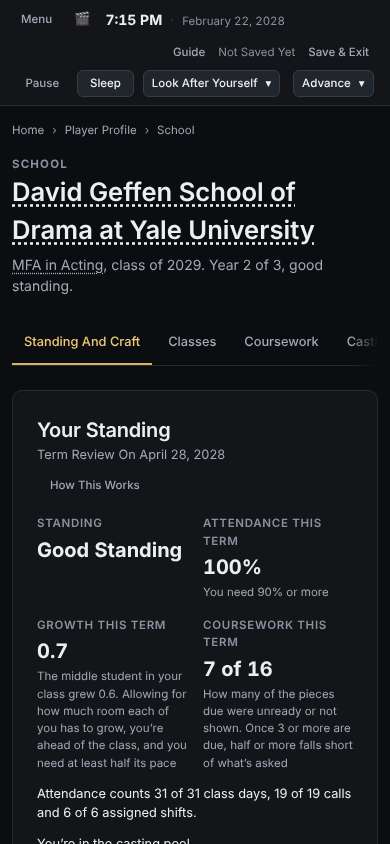 Menu 🎬 7:15 PM · February 22, 2028
Guide Not Saved Yet Save & Exit
Pause Sleep Look After Yourself ▾ Advance ▾
Home › Player Profile › School
SCHOOL
David Geffen School of
Drama at Yale University
MFA in Acting, class of 2029. Year 2 of 3, good
standing.
Standing And Craft Classes Coursework Cast
Your Standing
Term Review On April 28, 2028
How This Works
STANDING
Good Standing
ATTENDANCE THIS
TERM
100%
You need 90% or more
GROWTH THIS TERM
0.7
The middle student in your
class grew 0.6. Allowing for
how much room each of
you has to grow, you're
ahead of the class, and you
need at least half its pace
COURSEWORK THIS
TERM
7 of 16
How many of the pieces
due were unready or not
shown. Once 3 or more are
due, half or more falls short
of what's asked
Attendance counts 31 of 31 class days, 19 of 19 calls
and 6 of 6 assigned shifts.
You're in the casting pool